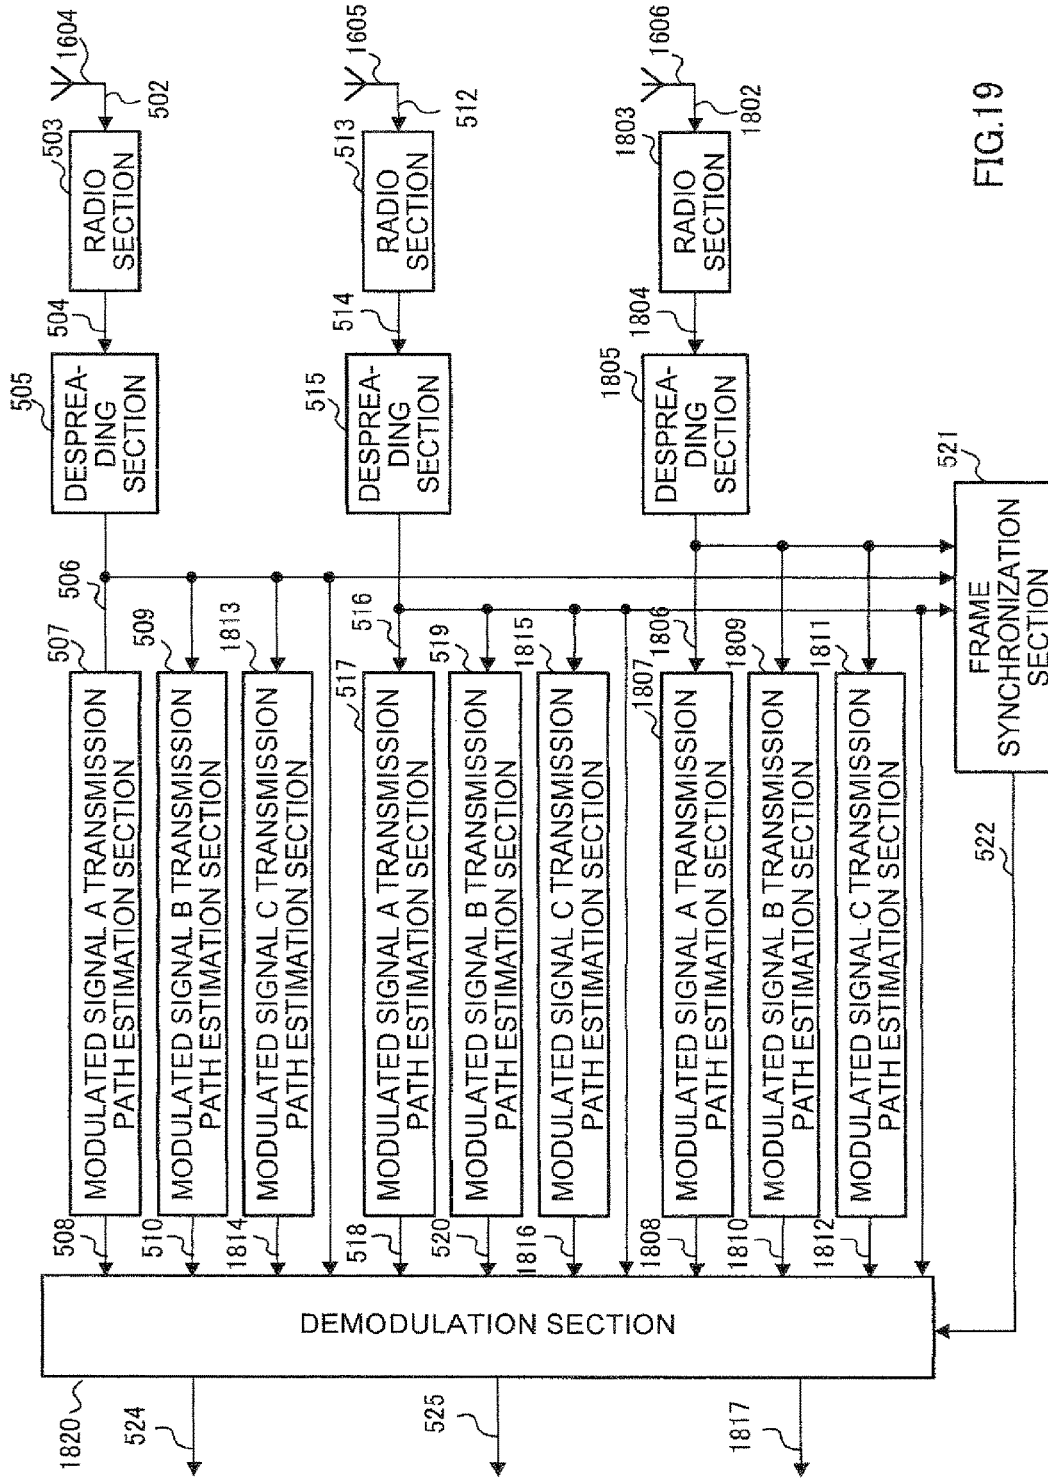 1604
502
503
RADIO
SECTION
504
505
DESPREA-
DING
SECTION
506
507
MODULATED SIGNAL A TRANSMISSION
PATH ESTIMATION SECTION
508
509
MODULATED SIGNAL B TRANSMISSION
PATH ESTIMATION SECTION
510
1813
MODULATED SIGNAL C TRANSMISSION
PATH ESTIMATION SECTION
1814
1605
512
513
RADIO
SECTION
514
515
DESPREA-
DING
SECTION
516
517
MODULATED SIGNAL A TRANSMISSION
PATH ESTIMATION SECTION
518
519
MODULATED SIGNAL B TRANSMISSION
PATH ESTIMATION SECTION
520
1815
MODULATED SIGNAL C TRANSMISSION
PATH ESTIMATION SECTION
1816
1606
1802
1803
RADIO
SECTION
1804
1805
DESPREA-
DING
SECTION
1806
1807
MODULATED SIGNAL A TRANSMISSION
PATH ESTIMATION SECTION
1808
1809
MODULATED SIGNAL B TRANSMISSION
PATH ESTIMATION SECTION
1810
1811
MODULATED SIGNAL C TRANSMISSION
PATH ESTIMATION SECTION
1812
521
FRAME
SYNCHRONIZATION
SECTION
522
DEMODULATION SECTION
1820
524
525
1817
FIG.19